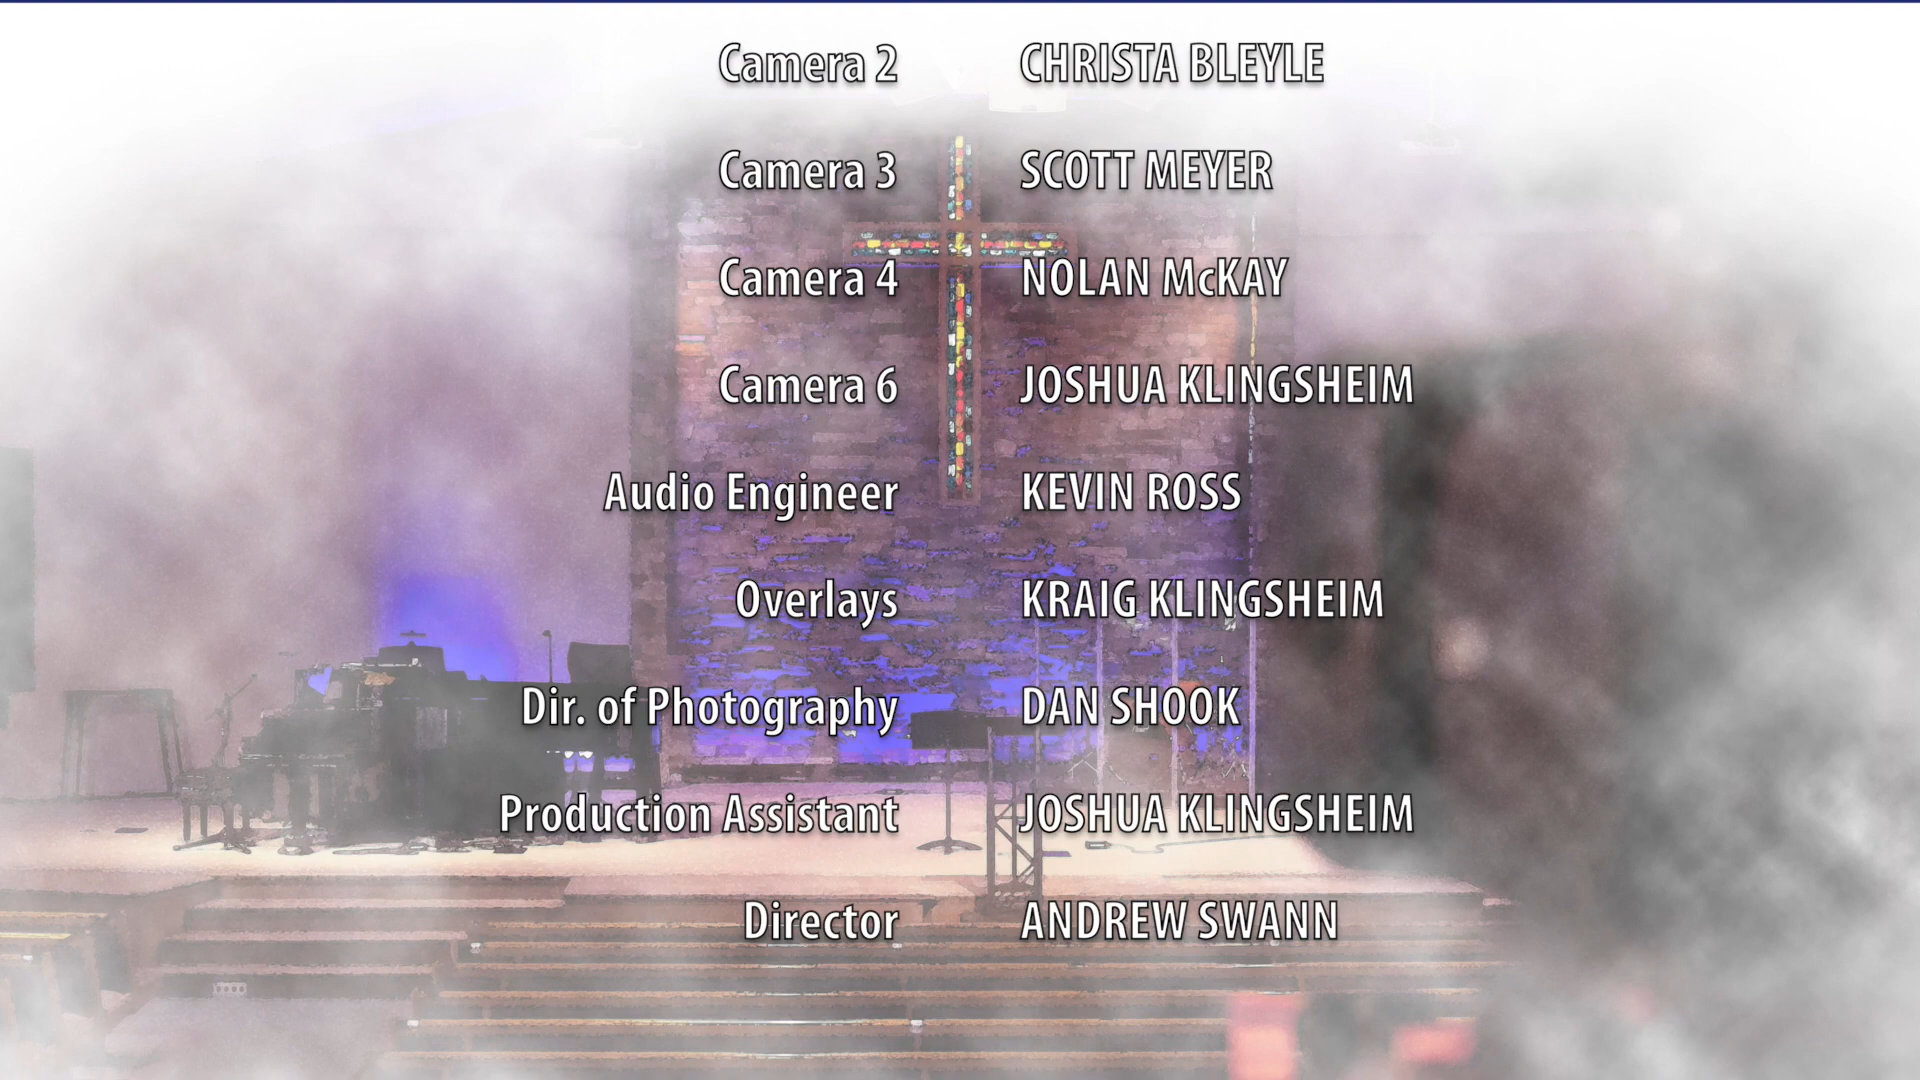 Camera 2 CHRISTA BLEYLE
Camera 3 SCOTT MEYER
Camera 4 NOLAN McKAY
Camera 6 JOSHUA KLINGSHEIM
Audio Engineer KEVIN ROSS
Overlays KRAIG KLINGSHEIM
Dir. of Photography DAN SHOOK
Production Assistant JOSHUA KLINGSHEIM
Director ANDREW SWANN